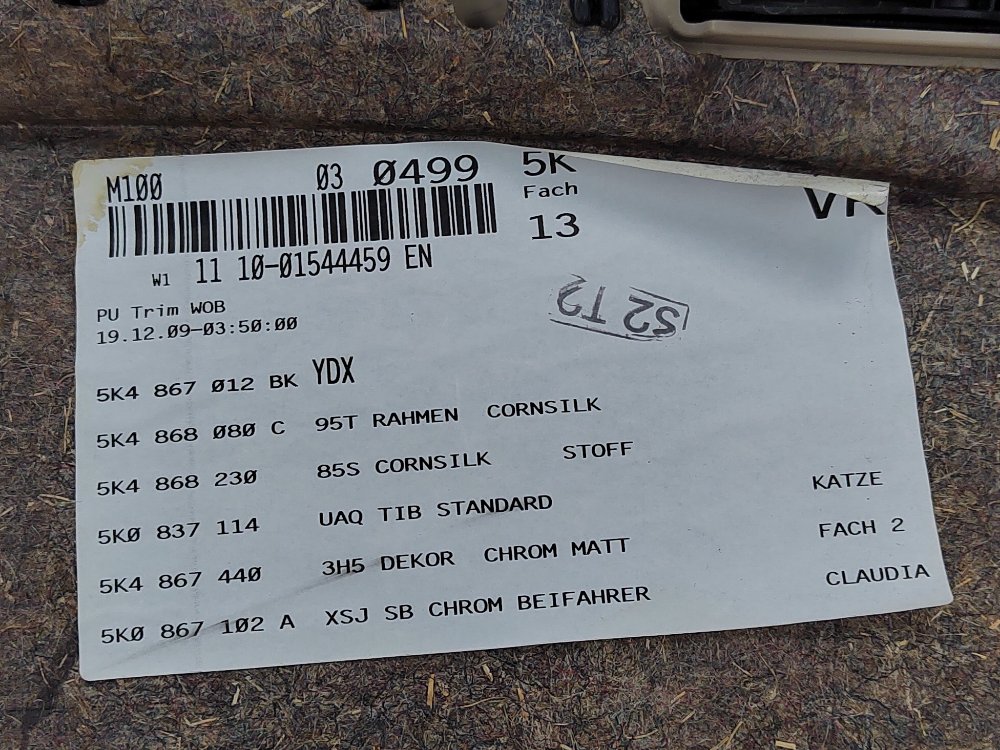 M100 03 0499 5K
Fach
13
VR
W1 11 10-01544459 EN
PU Trim WOB
19.12.09-03:50:00
S2 T2
5K4 867 012 BK YDX
5K4 868 080 C 95T RAHMEN CORNSILK
5K4 868 230 85S CORNSILK STOFF
5K0 837 114 UAQ TIB STANDARD KATZE
5K4 867 440 3H5 DEKOR CHROM MATT FACH 2
5K0 867 102 A XSJ SB CHROM BEIFAHRER CLAUDIA